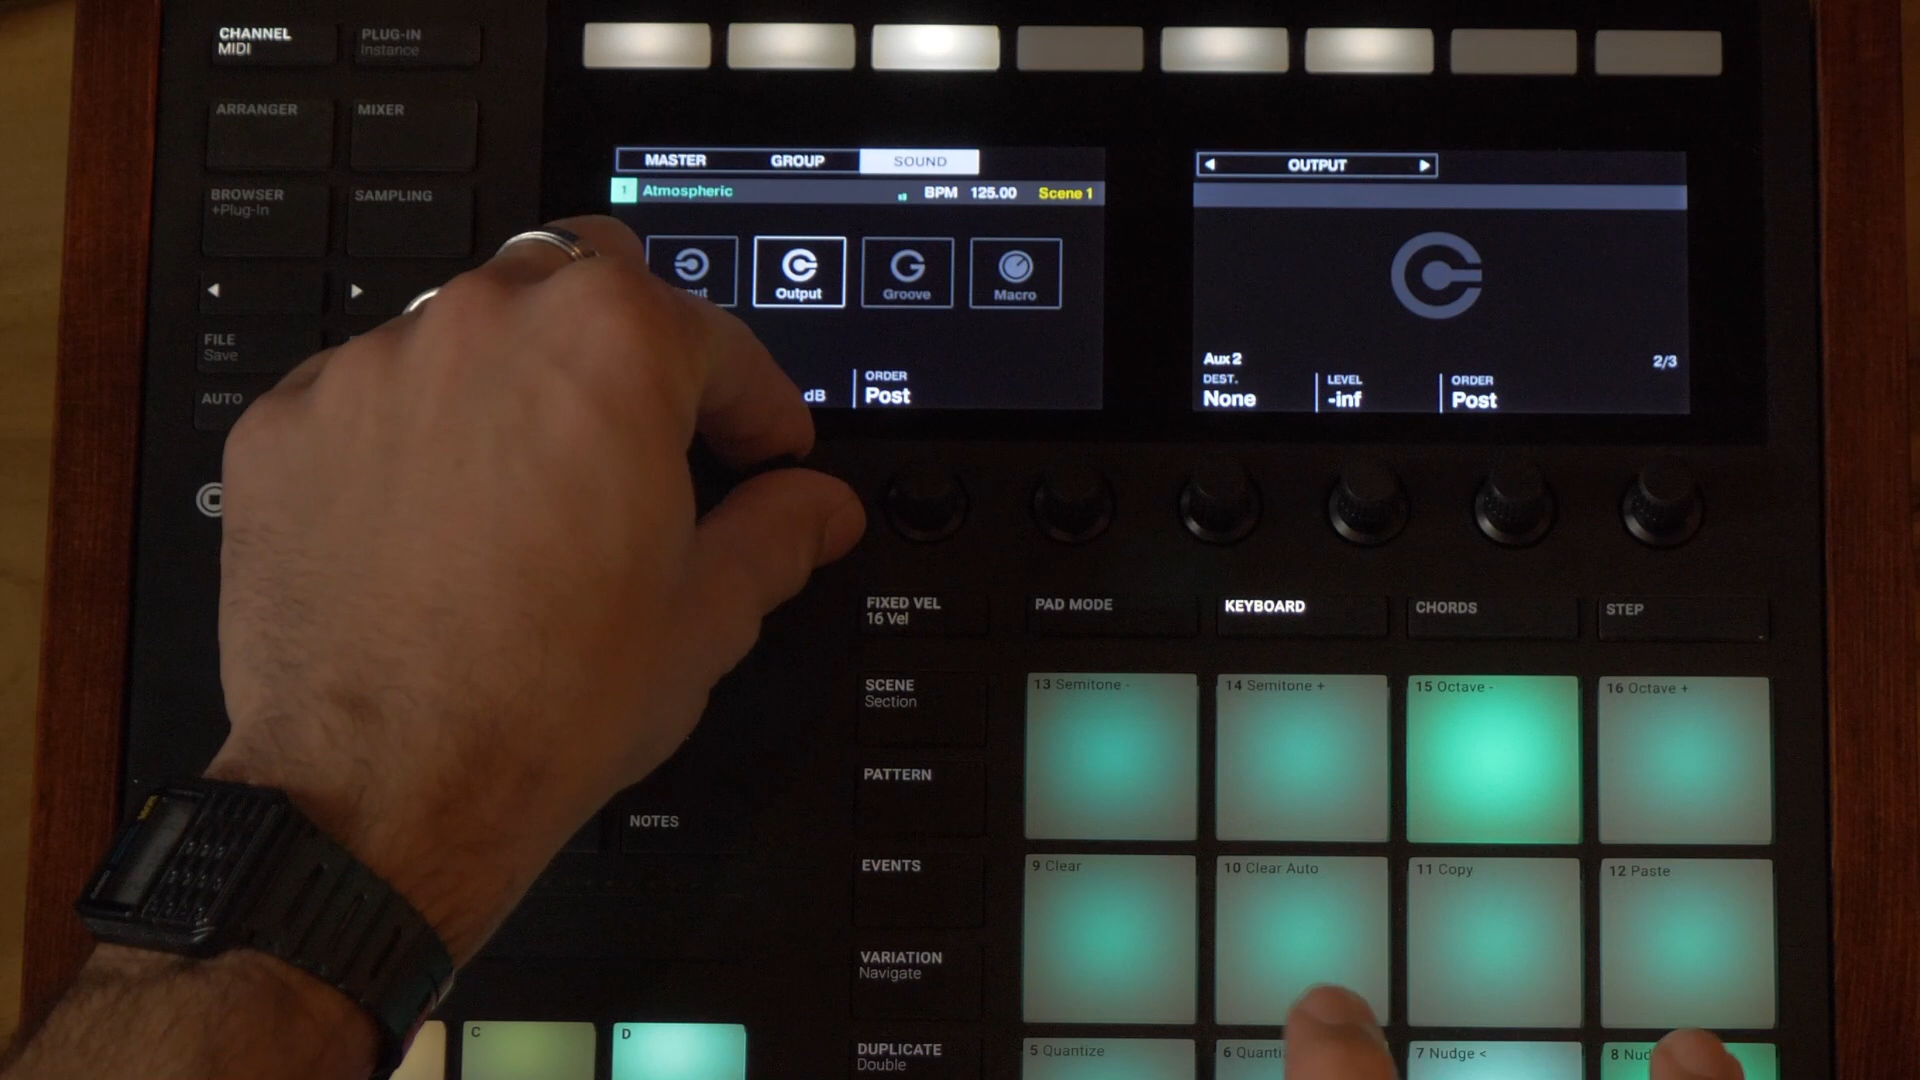 CHANNEL
MIDI
PLUG-IN
Instance
ARRANGER
MIXER
BROWSER
+Plug-In
SAMPLING
FILE
Save
AUTO
MASTER GROUP SOUND
1 Atmospheric BPM 125.00 Scene 1
Output Groove Macro
dB
ORDER
Post
OUTPUT
Aux 2 2/3
DEST. LEVEL ORDER
None -inf Post
FIXED VEL
16 Vel
PAD MODE
KEYBOARD
CHORDS
STEP
SCENE
Section
13 Semitone -
14 Semitone +
15 Octave -
16 Octave +
PATTERN
NOTES
EVENTS
9 Clear
10 Clear Auto
11 Copy
12 Paste
VARIATION
Navigate
C
D
DUPLICATE
Double
5 Quantize
6
7 Nudge <
8